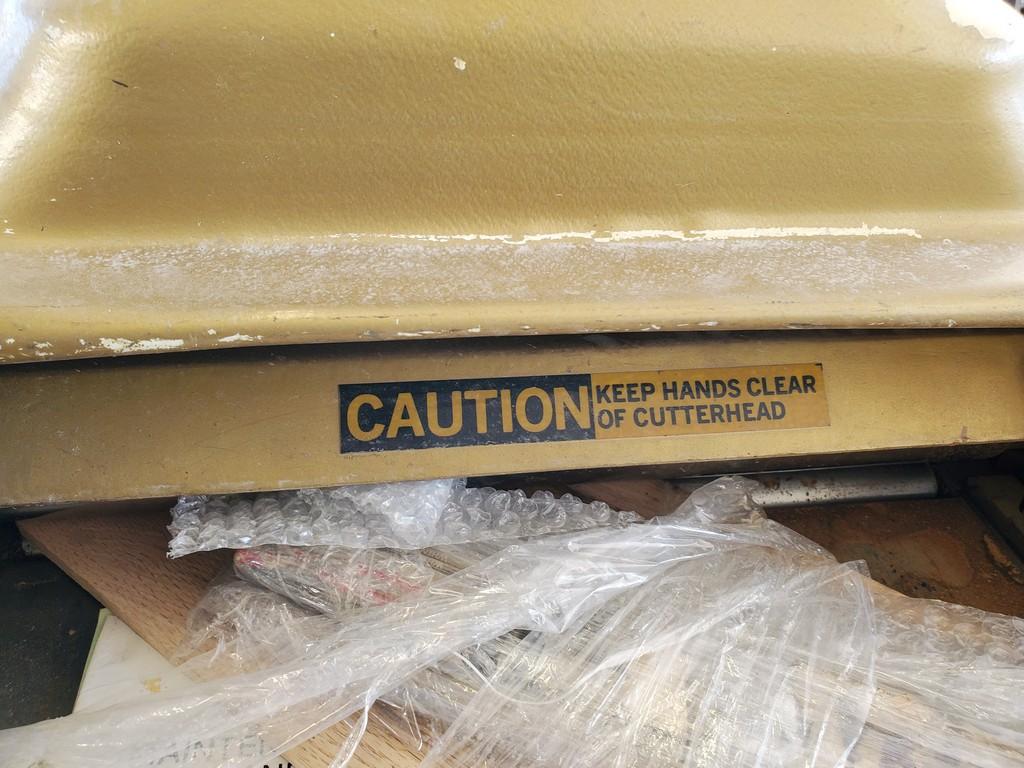 CAUTION
KEEP HANDS CLEAR
OF CUTTERHEAD